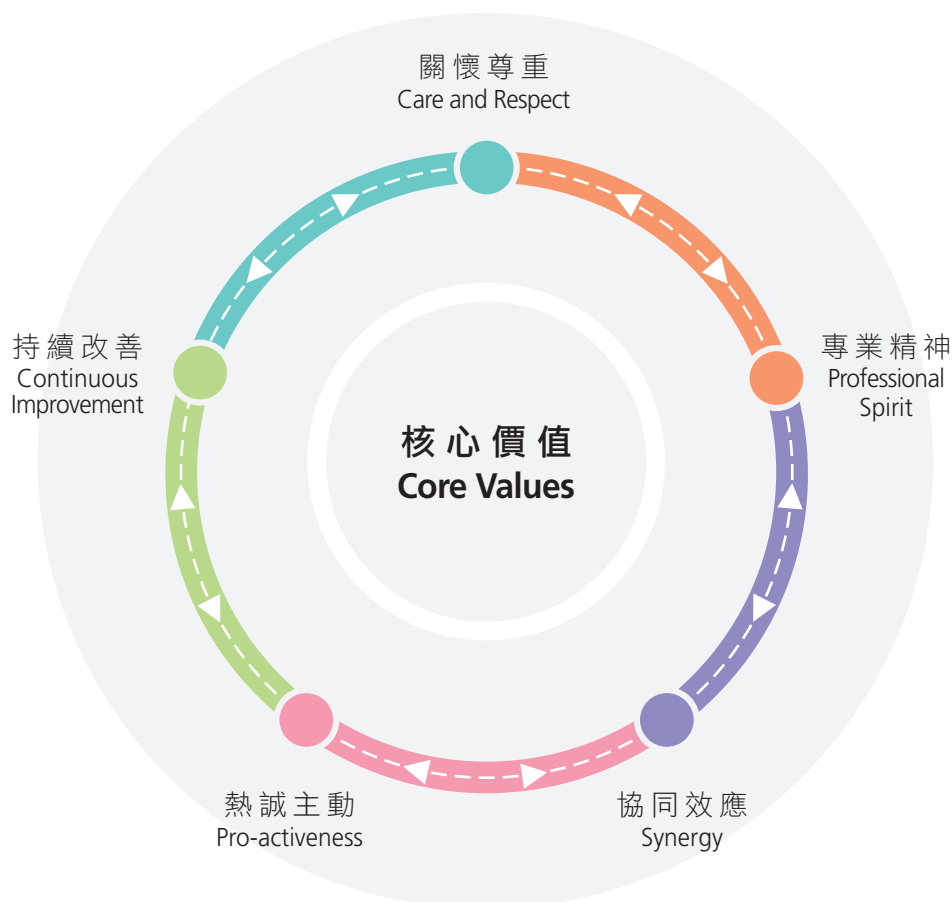 關懷尊重
Care and Respect
持續改善
Continuous
Improvement
專業精神
Professional
Spirit
核心價值
Core Values
熱誠主動
Pro-activeness
協同效應
Synergy